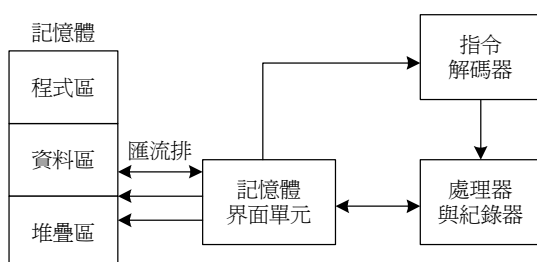 記憶體
程式區
資料區
堆疊區
匯流排
記憶體
界面單元
指令
解碼器
處理器
與紀錄器